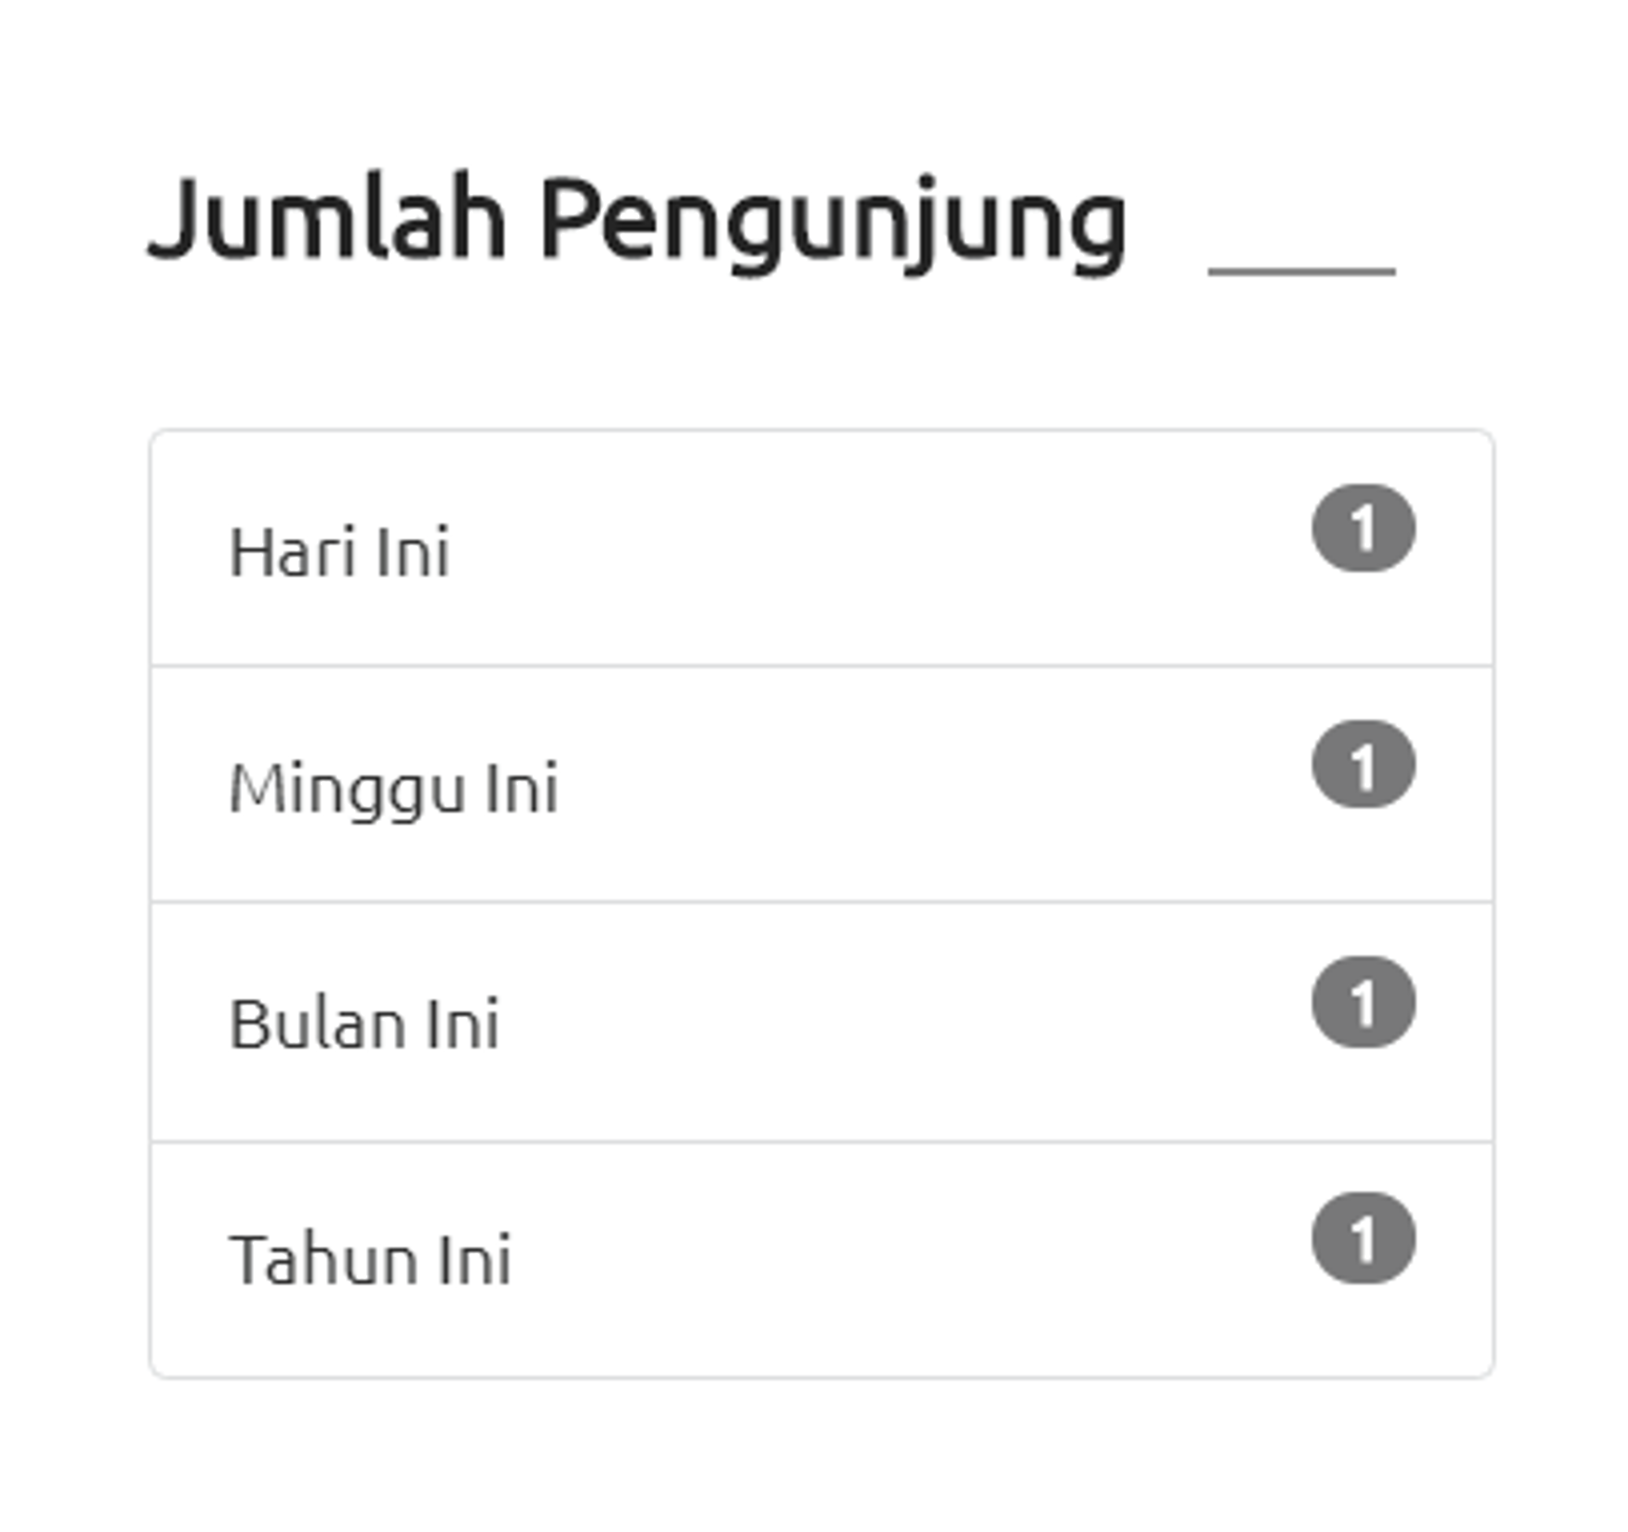 Jumlah Pengunjung
Hari Ini 1
Minggu Ini 1
Bulan Ini 1
Tahun Ini 1